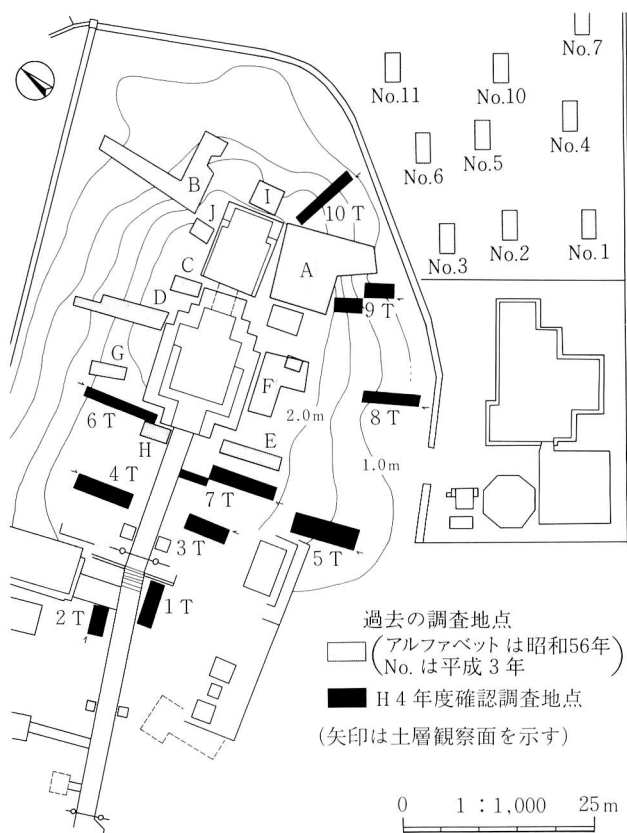 No.7
No.11
No.10
No.4
No.5
No.6
B
I
J
10 T
No.3
No.2
No.1
A
C
D
9 T
G
F
6 T
2.0m
8 T
H
E
1.0m
4 T
7 T
3 T
5 T
2 T
1 T
過去の調査地点
(アルファベット は昭和56年
No. は平成 3 年)
H 4 年度確認調査地点
(矢印は土層観察面を示す)
0 1 : 1,000 25 m